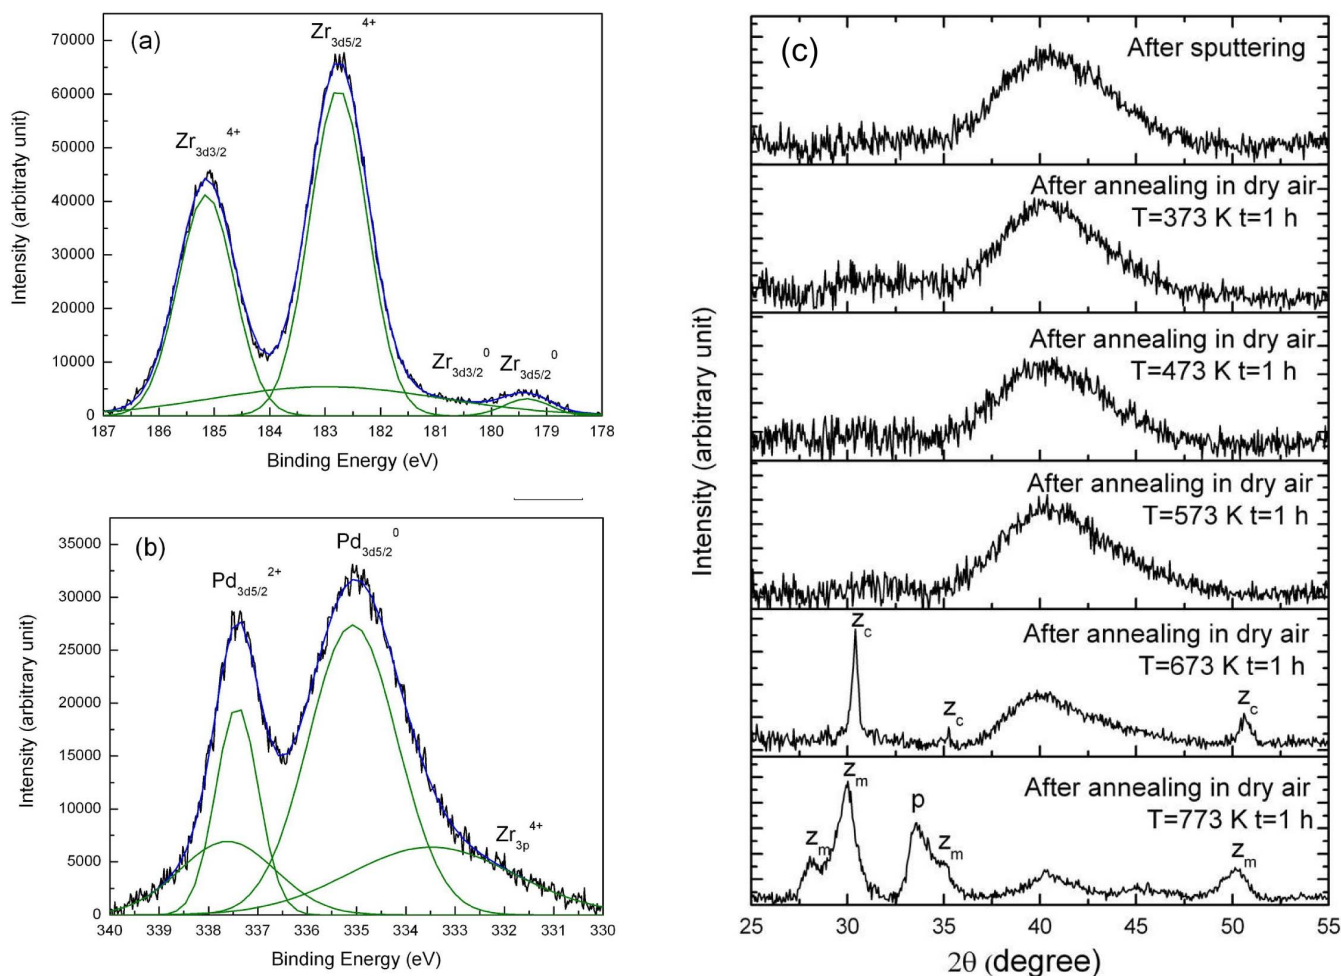 (a)
Zr3d5/2 4+
Zr3d3/2 4+
Zr3d3/2 0
Zr3d5/2 0
70000
60000
50000
40000
30000
20000
10000
0
187 186 185 184 183 182 181 180 179 178
Intensity (arbitraty unit)
Binding Energy (eV)
(b)
Pd3d5/2 2+
Pd3d5/2 0
Zr3p 4+
35000
30000
25000
20000
15000
10000
5000
0
340 339 338 337 336 335 334 333 332 331 330
Intensity (arbitrary unit)
Binding Energy (eV)
(c)
After sputtering
After annealing in dry air
T=373 K t=1 h
After annealing in dry air
T=473 K t=1 h
After annealing in dry air
T=573 K t=1 h
zc
zc
zc
After annealing in dry air
T=673 K t=1 h
zm
zm
p
zm
zm
After annealing in dry air
T=773 K t=1 h
25 30 35 40 45 50 55
Intensity (arbitrary unit)
2θ (degree)